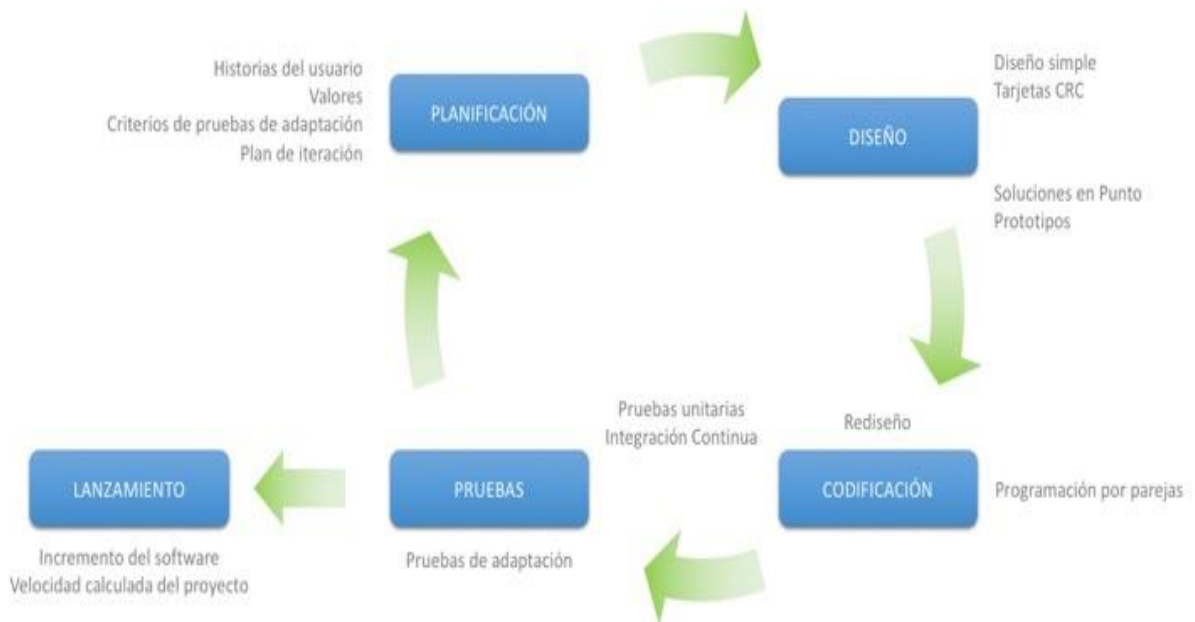 Historias del usuario
Valores
Criterios de pruebas de adaptación
Plan de iteración
PLANIFICACIÓN
Diseño simple
Tarjetas CRC
DISEÑO
Soluciones en Punto
Prototipos
Pruebas unitarias
Integración Continua
Rediseño
LANZAMIENTO
PRUEBAS
CODIFICACIÓN
Programación por parejas
Incremento del software
Velocidad calculada del proyecto
Pruebas de adaptación